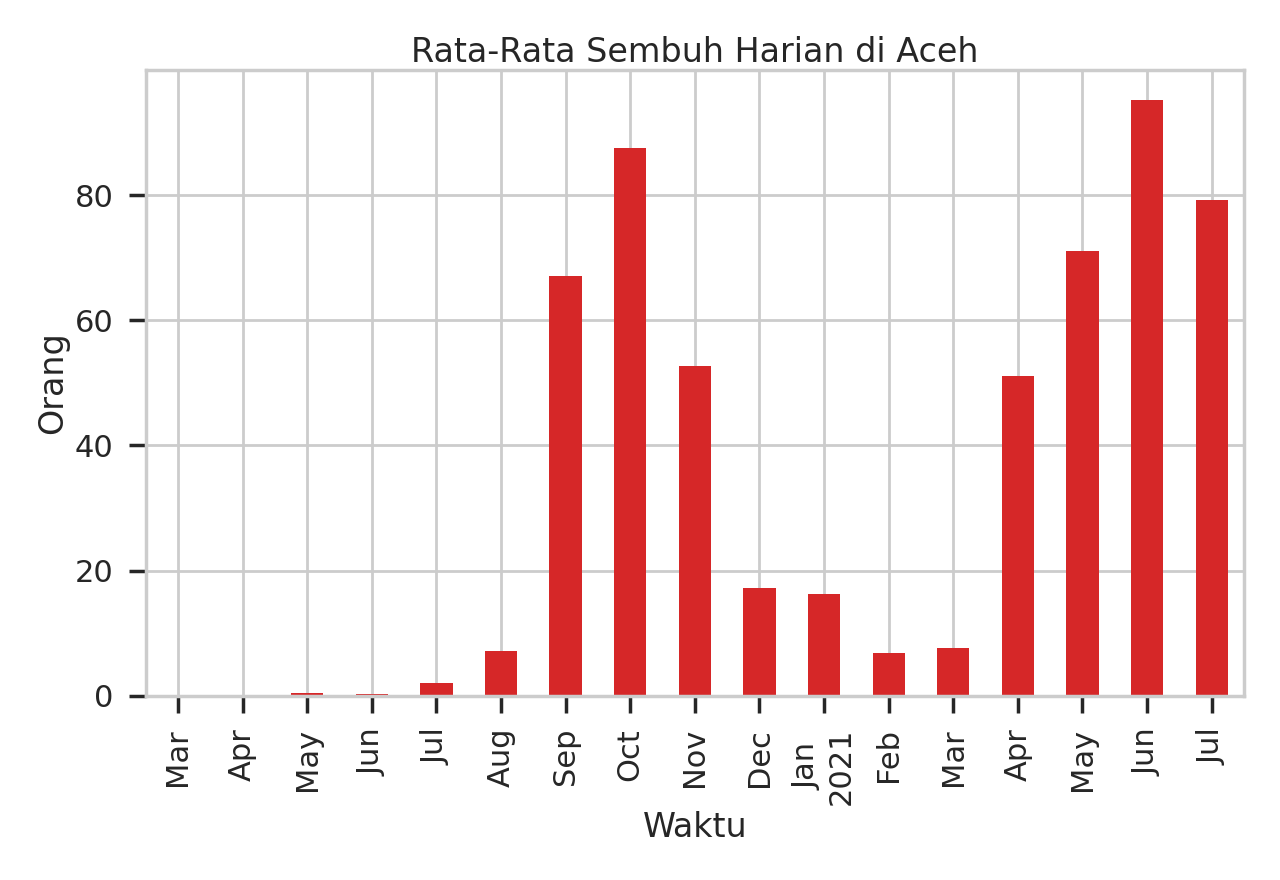 Rata-Rata Sembuh Harian di Aceh
Orang
80
60
40
20
0
Mar
Apr
May
Jun
Jul
Aug
Sep
Oct
Nov
Dec
Jan
2021
Feb
Mar
Apr
May
Jun
Jul
Waktu